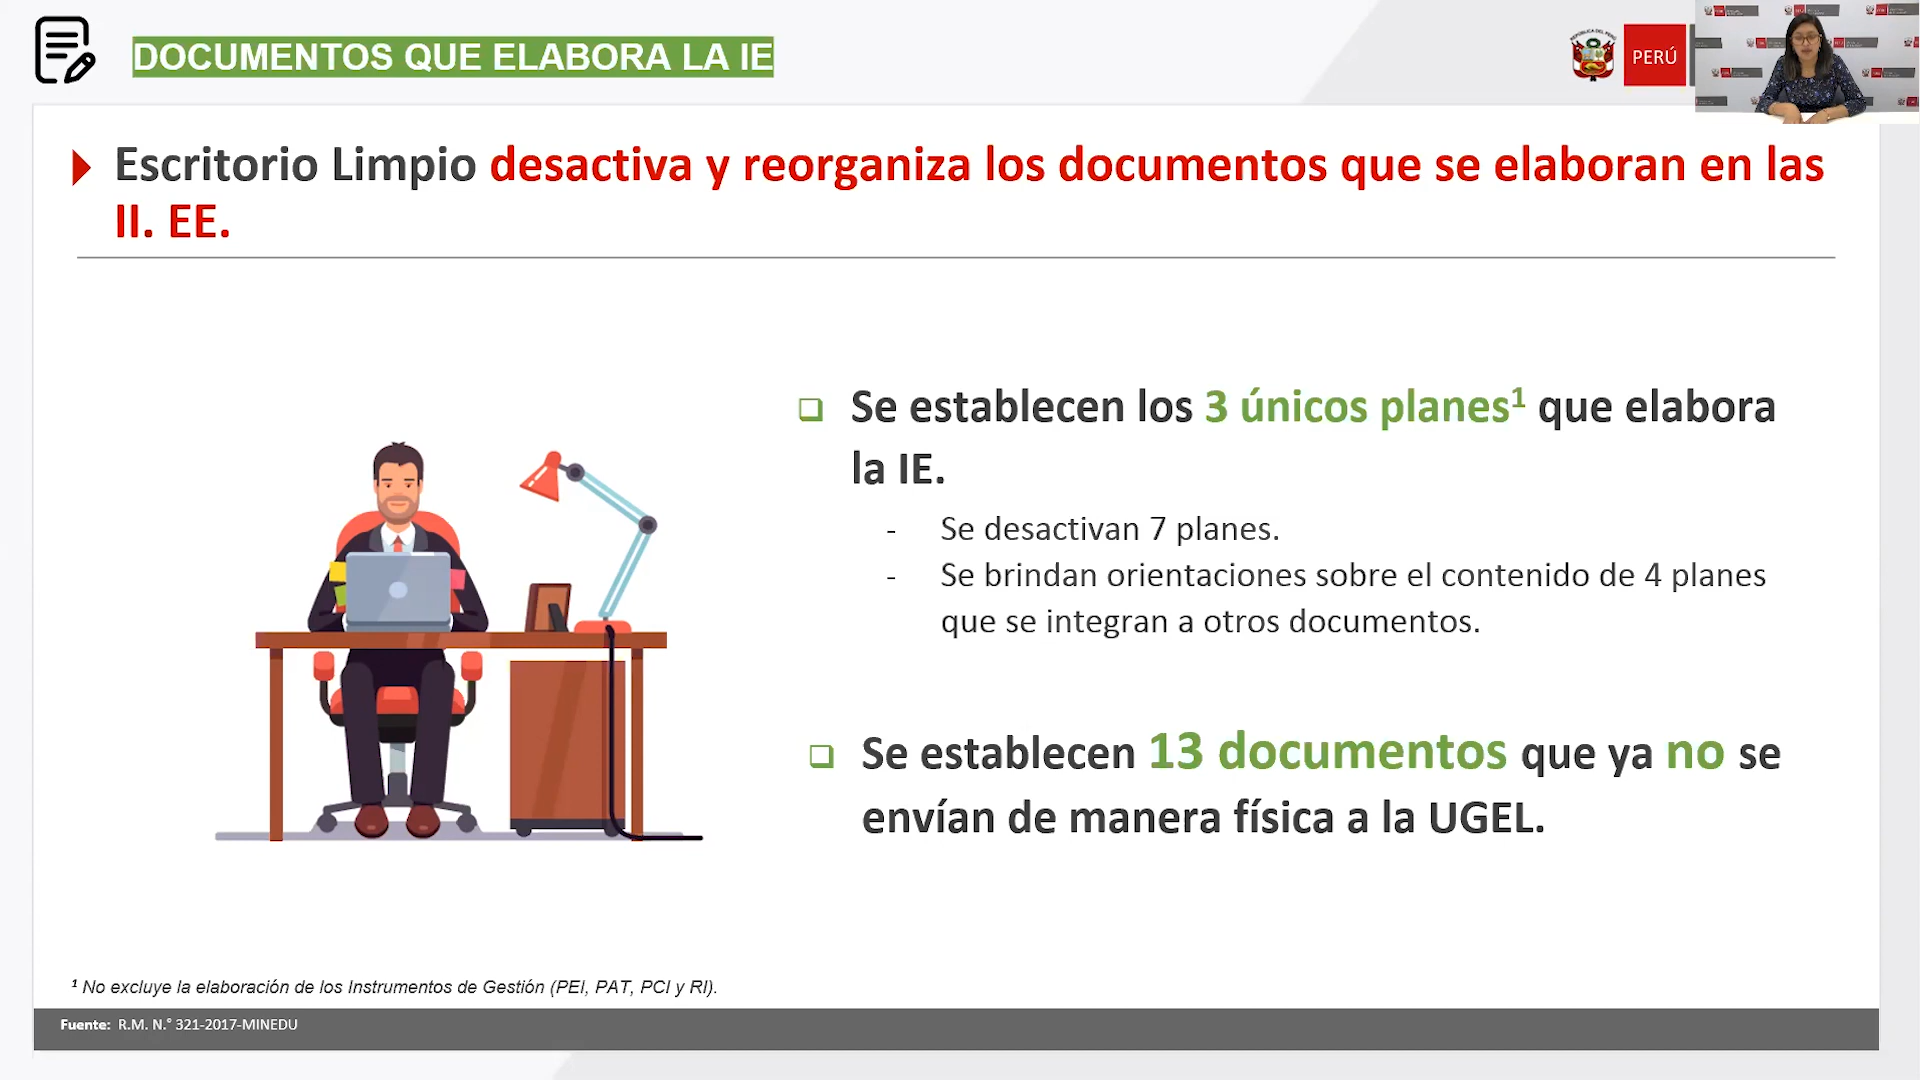 DOCUMENTOS QUE ELABORA LA IE
PERÚ
Escritorio Limpio desactiva y reorganiza los documentos que se elaboran en las
II. EE.
Se establecen los 3 únicos planes¹ que elabora
la IE.
- Se desactivan 7 planes.
- Se brindan orientaciones sobre el contenido de 4 planes
que se integran a otros documentos.
Se establecen 13 documentos que ya no se
envían de manera física a la UGEL.
¹ No excluye la elaboración de los Instrumentos de Gestión (PEI, PAT, PCI y RI).
Fuente: R.M. N.° 321-2017-MINEDU